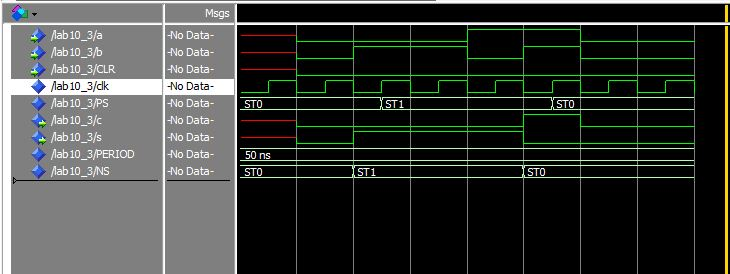 Msgs
/lab10_3/a -No Data-
/lab10_3/b -No Data-
/lab10_3/CLR -No Data-
/lab10_3/clk -No Data-
/lab10_3/PS -No Data- ST0 ST1 ST0
/lab10_3/c -No Data-
/lab10_3/s -No Data-
/lab10_3/PERIOD -No Data- 50 ns
/lab10_3/NS -No Data- ST0 ST1 ST0